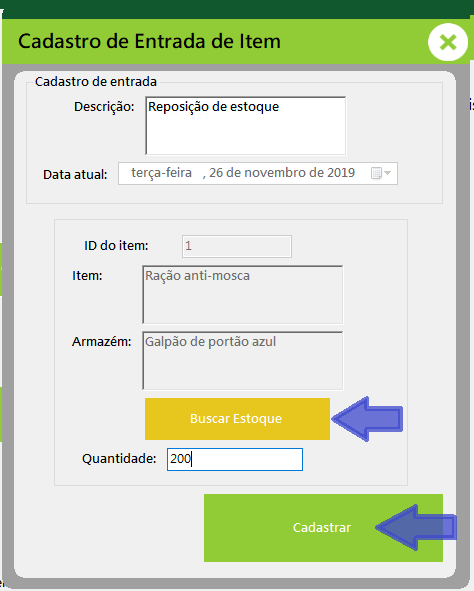 Cadastro de Entrada de Item
Cadastro de entrada
Descrição: Reposição de estoque
Data atual: terça-feira , 26 de novembro de 2019
ID do item: 1
Item: Ração anti-mosca
Armazém: Galpão de portão azul
Buscar Estoque
Quantidade: 200
Cadastrar